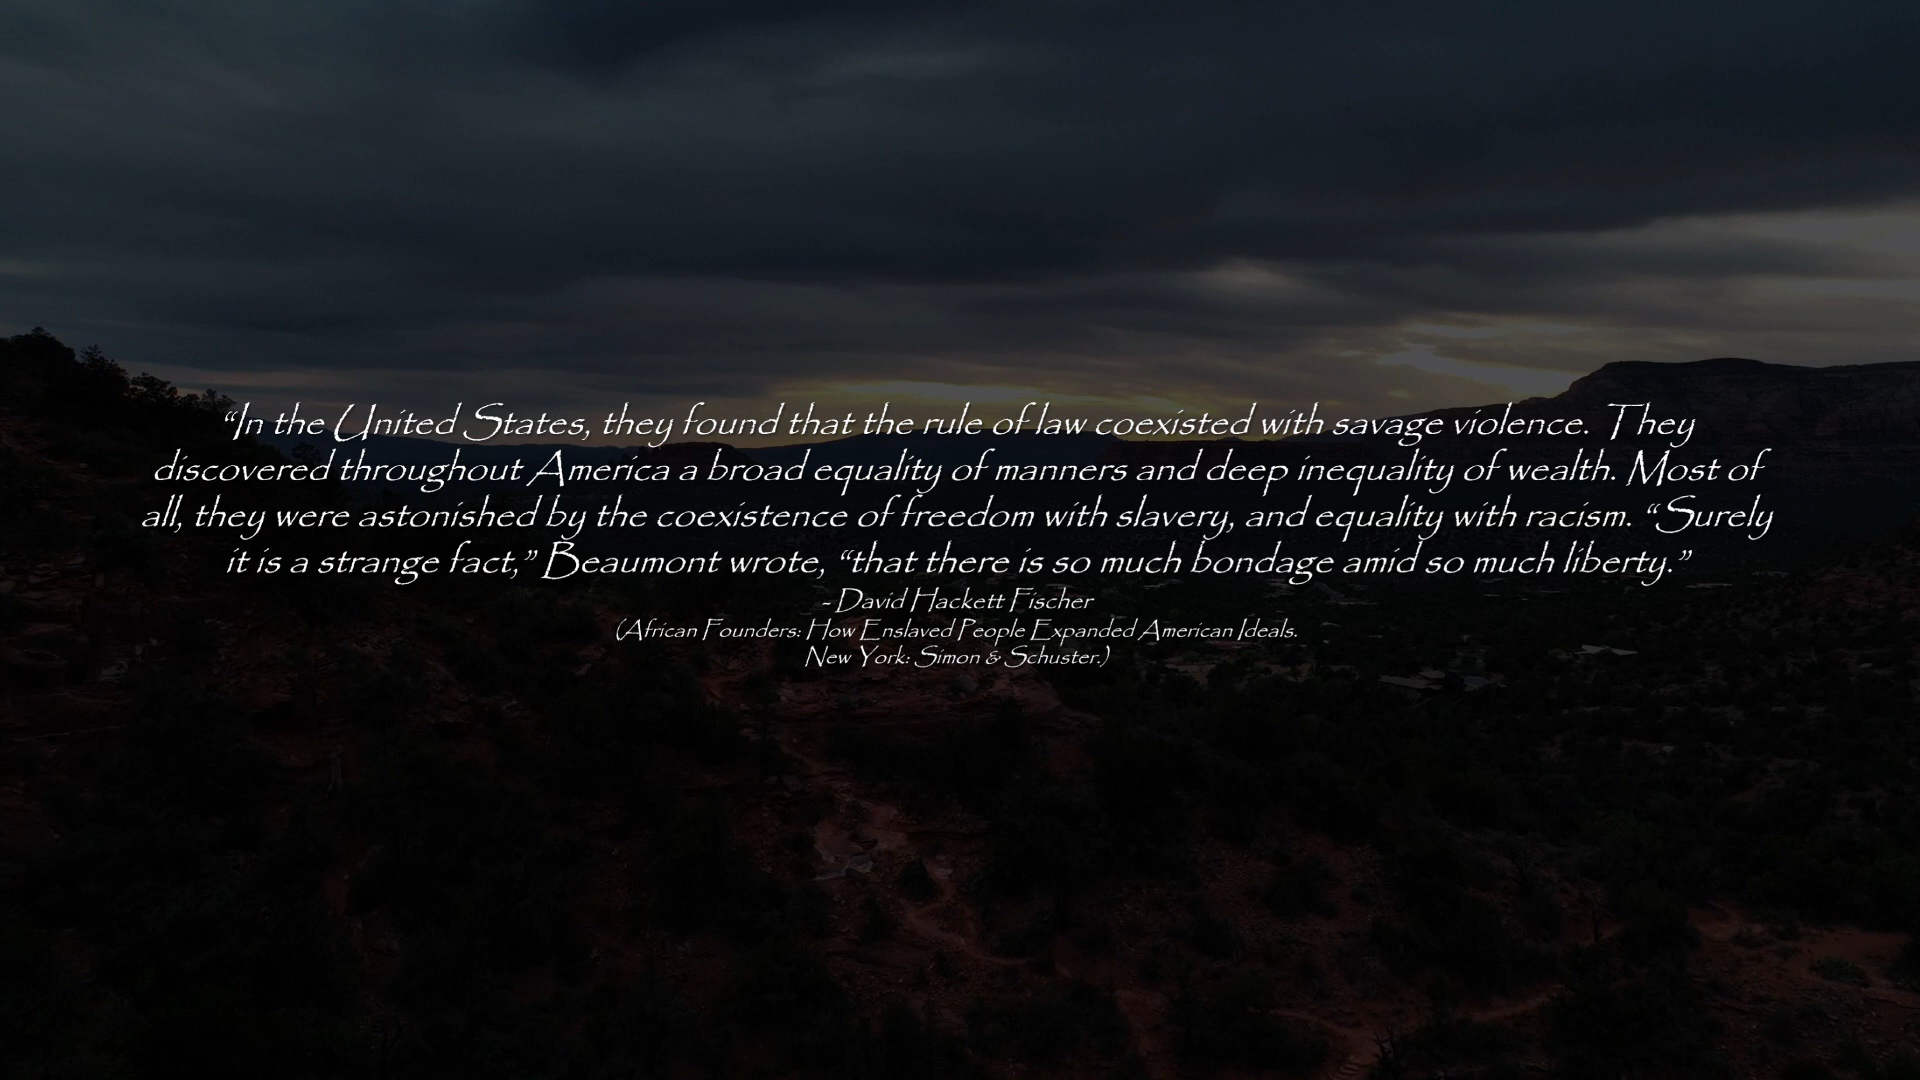 “In the United States, they found that the rule of law coexisted with savage violence. They
discovered throughout America a broad equality of manners and deep inequality of wealth. Most of
all, they were astonished by the coexistence of freedom with slavery, and equality with racism. “Surely
it is a strange fact,” Beaumont wrote, “that there is so much bondage amid so much liberty.”
- David Hackett Fischer
(African Founders: How Enslaved People Expanded American Ideals.
New York: Simon & Schuster.)